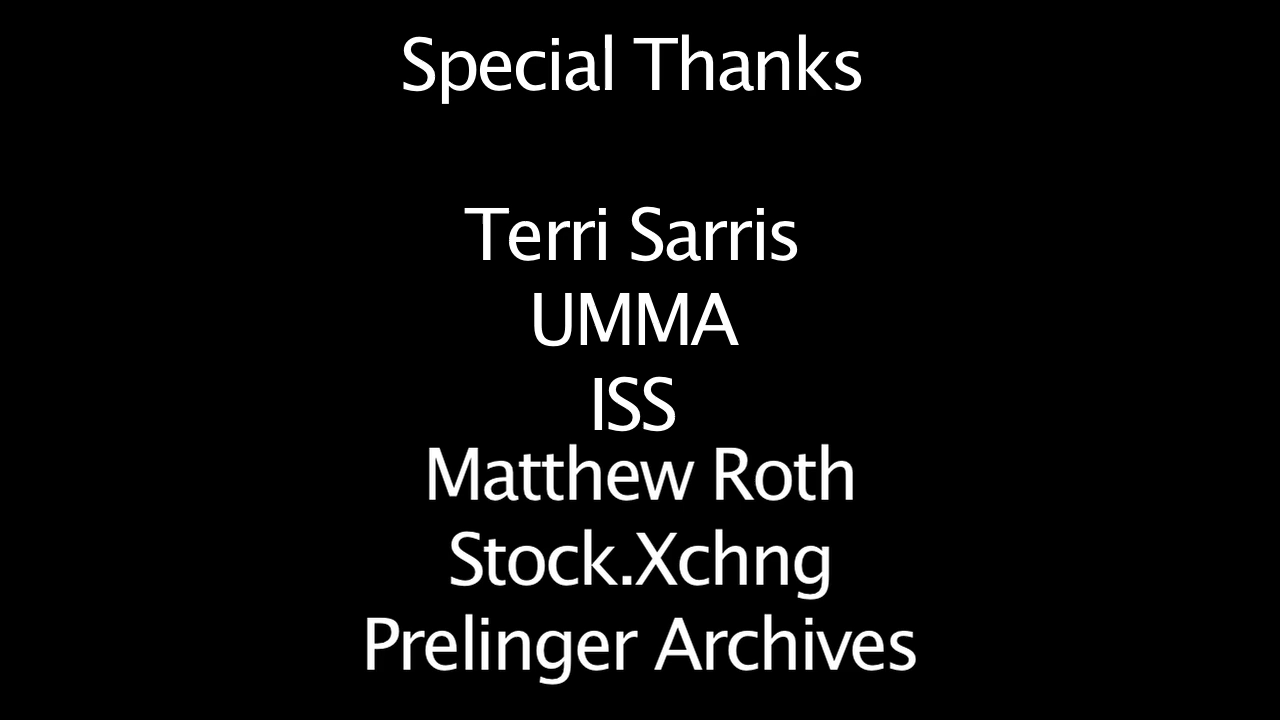 Special Thanks
Terri Sarris
UMMA
ISS
Matthew Roth
Stock.Xchng
Prelinger Archives